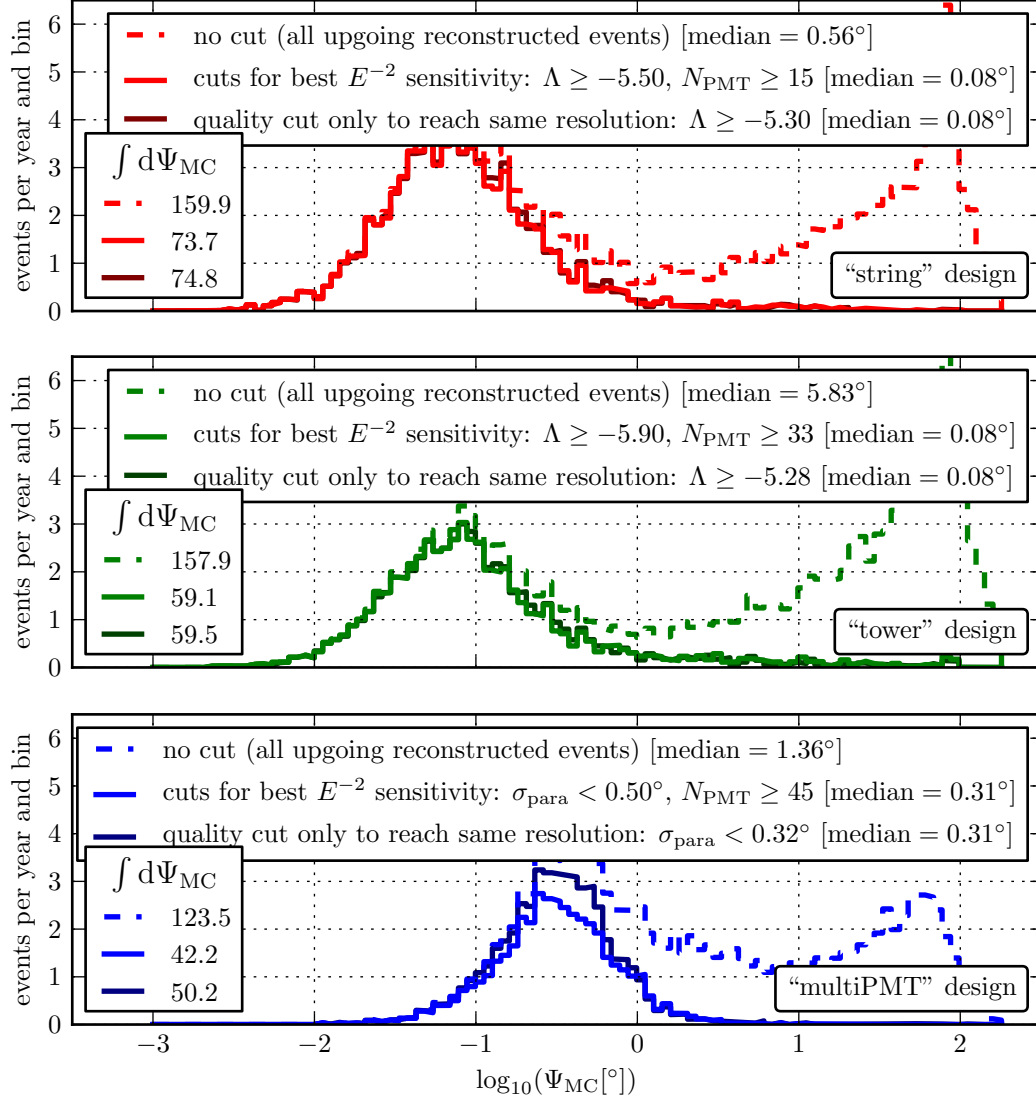 events per year and bin
6
5
4
3
2
1
0
no cut (all upgoing reconstructed events) [median = 0.56°]
cuts for best E⁻² sensitivity: Λ ≥ −5.50, N_PMT ≥ 15 [median = 0.08°]
quality cut only to reach same resolution: Λ ≥ −5.30 [median = 0.08°]
∫ dΨ_MC
159.9
73.7
74.8
“string” design
events per year and bin
6
5
4
3
2
1
0
no cut (all upgoing reconstructed events) [median = 5.83°]
cuts for best E⁻² sensitivity: Λ ≥ −5.90, N_PMT ≥ 33 [median = 0.08°]
quality cut only to reach same resolution: Λ ≥ −5.28 [median = 0.08°]
∫ dΨ_MC
157.9
59.1
59.5
“tower” design
events per year and bin
6
5
4
3
2
1
0
no cut (all upgoing reconstructed events) [median = 1.36°]
cuts for best E⁻² sensitivity: σ_para < 0.50°, N_PMT ≥ 45 [median = 0.31°]
quality cut only to reach same resolution: σ_para < 0.32° [median = 0.31°]
∫ dΨ_MC
123.5
42.2
50.2
“multiPMT” design
−3 −2 −1 0 1 2
log₁₀(Ψ_MC[°])